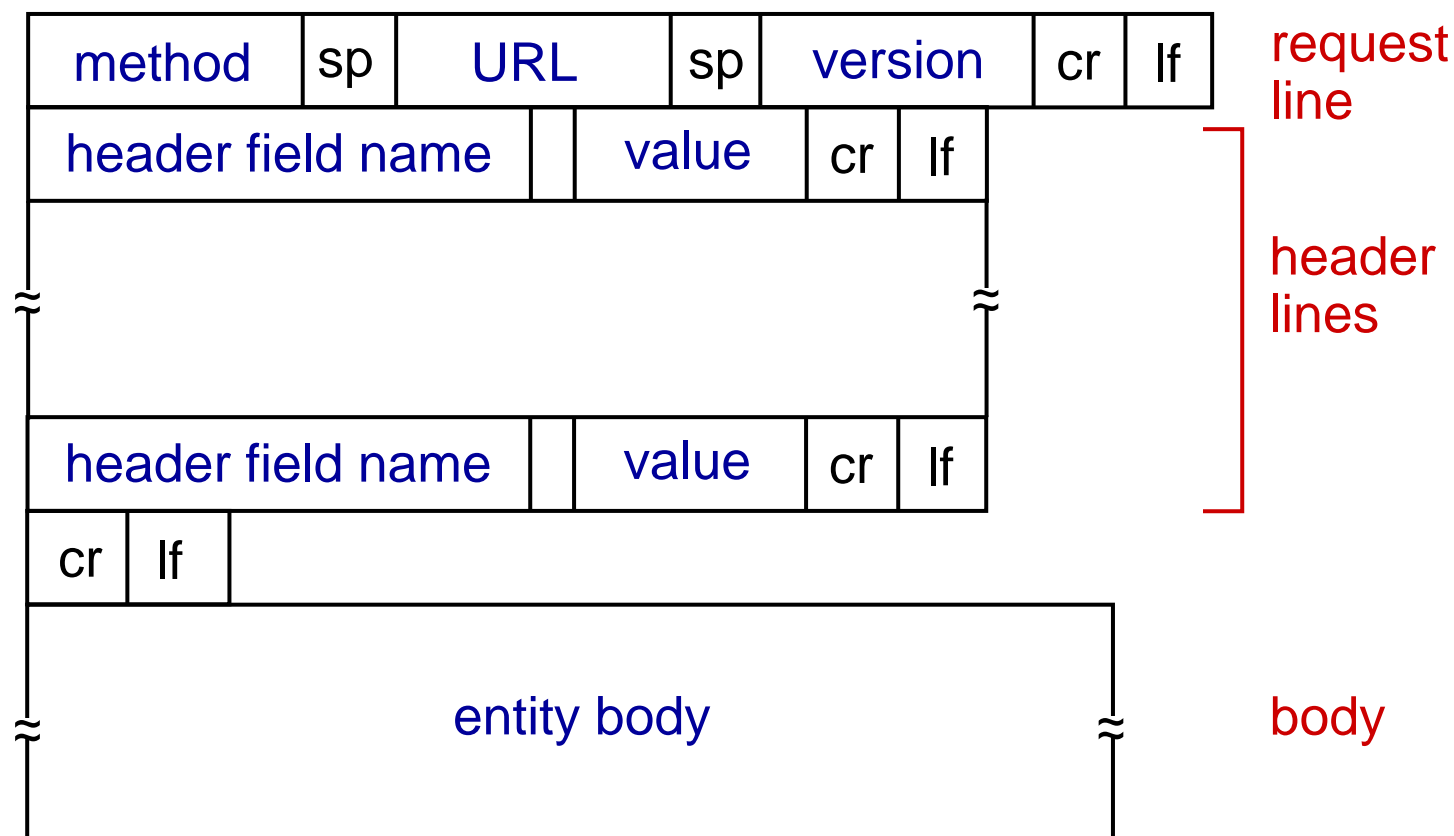 method sp URL sp version cr lf request line
header field name value cr lf
header lines
header field name value cr lf
cr lf
entity body body